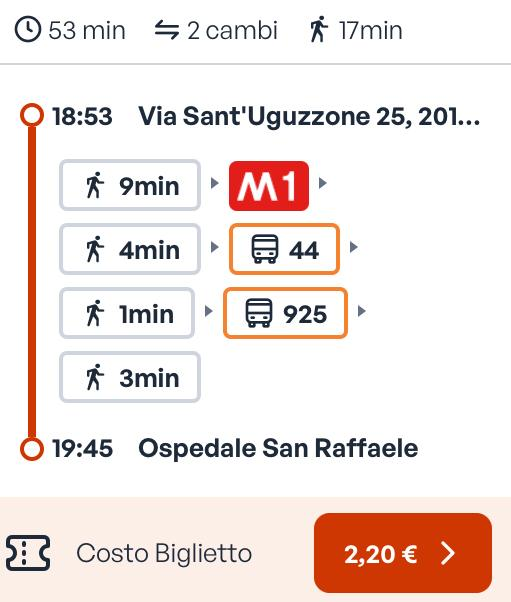 53 min 2 cambi 17min
18:53 Via Sant'Uguzzone 25, 201...
9min M1
4min 44
1min 925
3min
19:45 Ospedale San Raffaele
Costo Biglietto 2,20 €